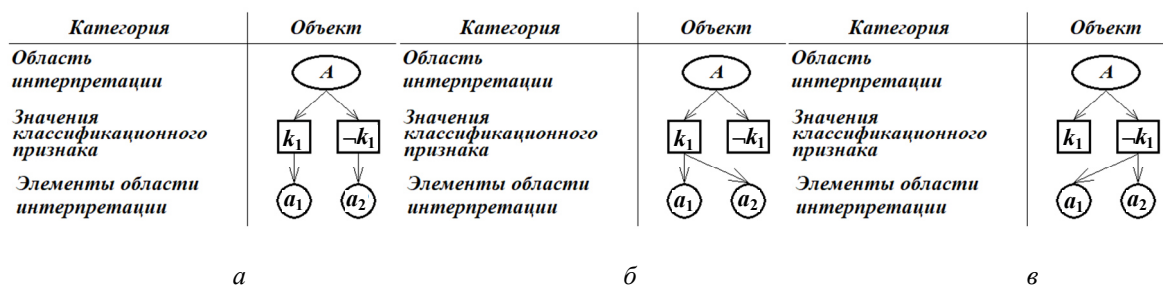 Категория Объект Категория Объект Категория Объект
Область интерпретации A Область интерпретации A Область интерпретации A
Значения классификационного признака k1 ¬k1 Значения классификационного признака k1 ¬k1 Значения классификационного признака k1 ¬k1
Элементы области интерпретации a1 a2 Элементы области интерпретации a1 a2 Элементы области интерпретации a1 a2
а б в